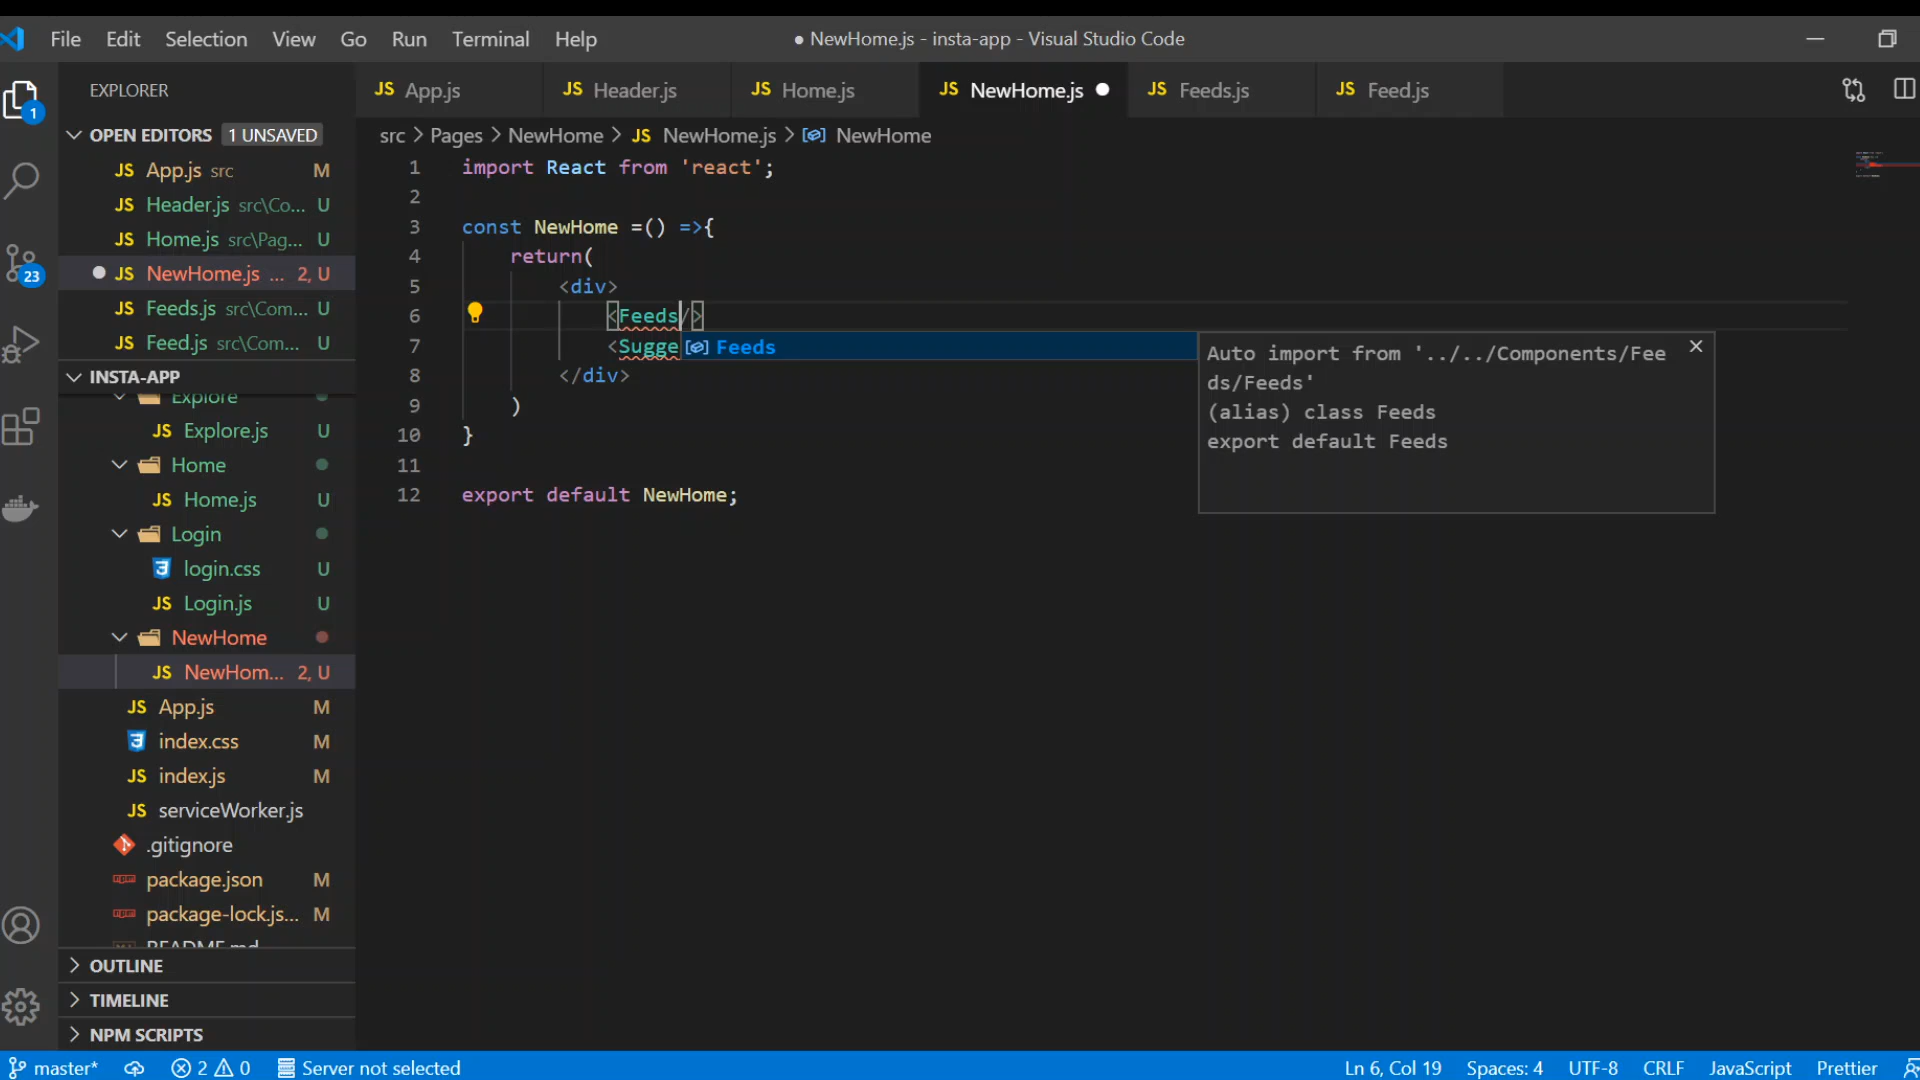 File Edit Selection View Go Run Terminal Help ● NewHome.js - insta-app - Visual Studio Code
EXPLORER
JS App.js JS Header.js JS Home.js JS NewHome.js JS Feeds.js JS Feed.js
1
OPEN EDITORS 1 UNSAVED
src > Pages > NewHome > JS NewHome.js > NewHome
JS App.js src M
JS Header.js src\Co... U
JS Home.js src\Pag... U
JS NewHome.js ... 2, U
JS Feeds.js src\Com... U
JS Feed.js src\Com... U
23
INSTA-APP
Explore
JS Explore.js U
Home
JS Home.js U
Login
login.css U
JS Login.js U
NewHome
JS NewHom... 2, U
JS App.js M
index.css M
JS index.js M
JS serviceWorker.js
.gitignore
package.json M
package-lock.js... M
README.md
OUTLINE
TIMELINE
NPM SCRIPTS
1 import React from 'react';
2
3 const NewHome =() =>{
4 return(
5 <div>
6 <Feeds/>
7 <Sugge
8 </div>
9 )
10 }
11
12 export default NewHome;
Feeds
Auto import from '../../Components/Fee
ds/Feeds'
(alias) class Feeds
export default Feeds
master* 2 0 Server not selected Ln 6, Col 19 Spaces: 4 UTF-8 CRLF JavaScript Prettier